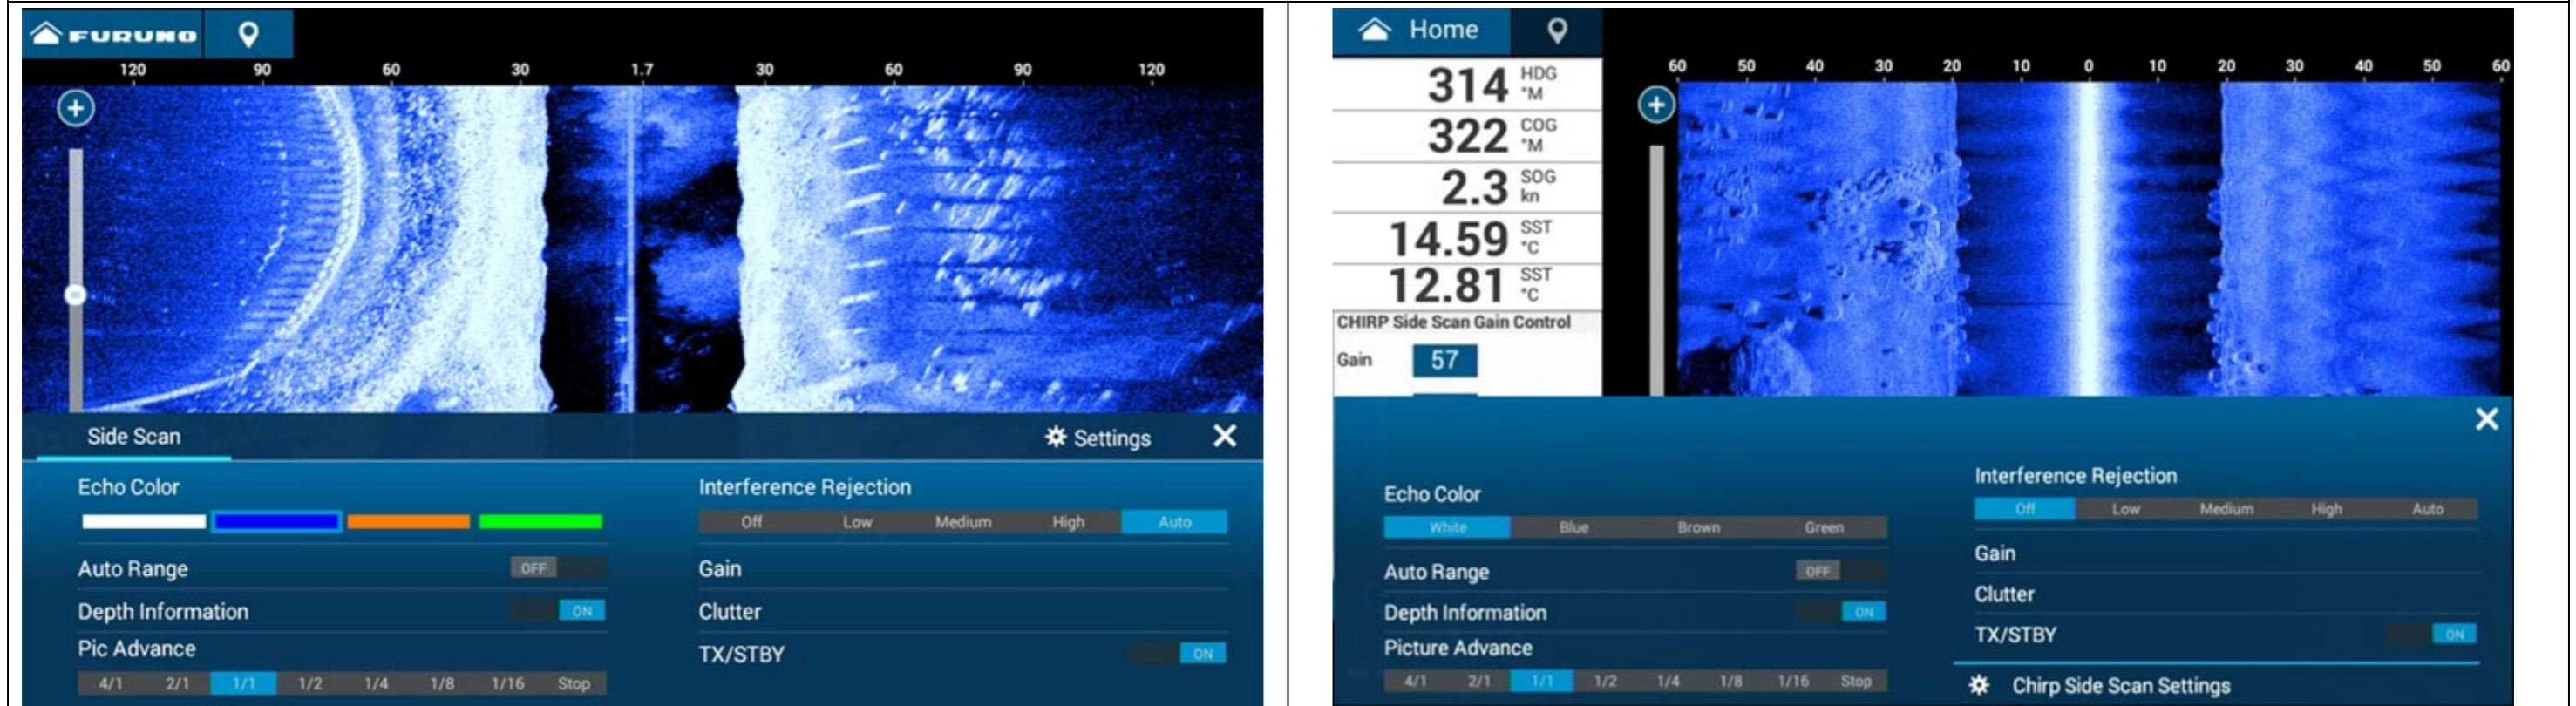 FURUNO
120 90 60 30 1.7 30 60 90 120
Side Scan
Settings
Echo Color
Auto Range OFF
Depth Information ON
Pic Advance
4/1 2/1 1/1 1/2 1/4 1/8 1/16 Stop
Interference Rejection
Off Low Medium High Auto
Gain
Clutter
TX/STBY ON
Home
60 50 40 30 20 10 0 10 20 30 40 50 60
314 HDG °M
322 COG °M
2.3 SOG kn
14.59 SST °C
12.81 SST °C
CHIRP Side Scan Gain Control
Gain 57
Echo Color
White Blue Brown Green
Auto Range OFF
Depth Information ON
Picture Advance
4/1 2/1 1/1 1/2 1/4 1/8 1/16 Stop
Interference Rejection
Off Low Medium High Auto
Gain
Clutter
TX/STBY ON
Chirp Side Scan Settings